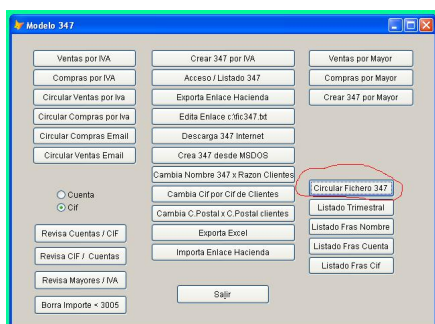 Modelo 347
Ventas por IVA
Compras por IVA
Circular Ventas por Iva
Circular Compras por Iva
Circular Compras Email
Circular Ventas Email
Cuenta
Cif
Revisa Cuentas / CIF
Revisa CIF / Cuentas
Revisa Mayores / IVA
Borra Importe < 3005
Crear 347 por IVA
Acceso / Listado 347
Exporta Enlace Hacienda
Edita Enlace c:\fic347.txt
Descarga 347 Internet
Crea 347 desde MSDOS
Cambia Nombre 347 x Razon Clientes
Cambia Cif por Cif de Clientes
Cambia C.Postal x C.Postal clientes
Exporta Excel
Importa Enlace Hacienda
Salir
Ventas por Mayor
Compras por Mayor
Crear 347 por Mayor
Circular Fichero 347
Listado Trimestral
Listado Fras Nombre
Listado Fras Cuenta
Listado Fras Cif